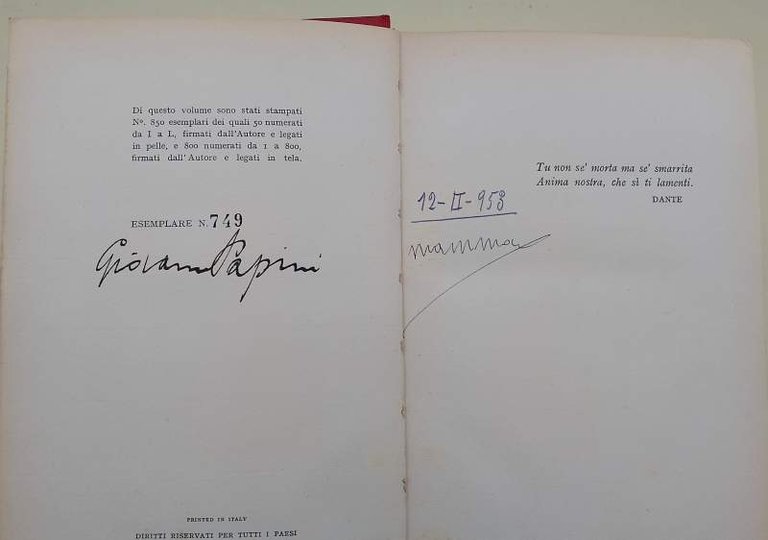 Di questo volume sono stati stampati
N°. 850 esemplari dei quali 50 numerati
da I a L, firmati dall'Autore e legati
in pelle, e 800 numerati da 1 a 800,
firmati dall'Autore e legati in tela.
ESEMPLARE N. 749
Giovanni Papini
PRINTED IN ITALY
DIRITTI RISERVATI PER TUTTI I PAESI
Tu non se' morta ma se' smarrita
Anima nostra, che sì ti lamenti.
DANTE
12-II-953
mamma